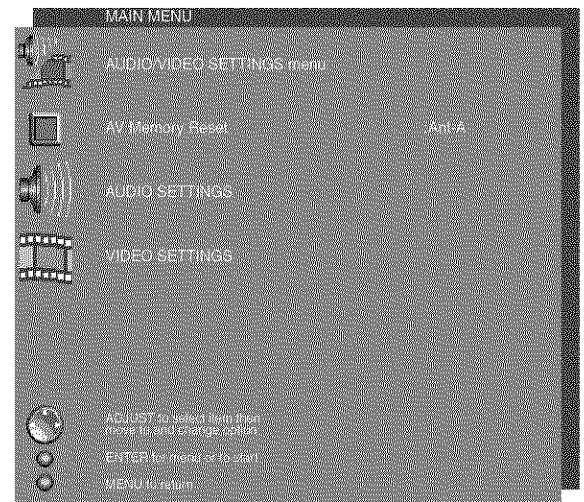 MAIN MENU
AUDIO/VIDEO SETTINGS menu
AV Memory Reset :Ant-A
AUDIO SETTINGS
VIDEO SETTINGS
ADJUST to select item then
move to and change option
ENTER for menu or to start
MENU to return